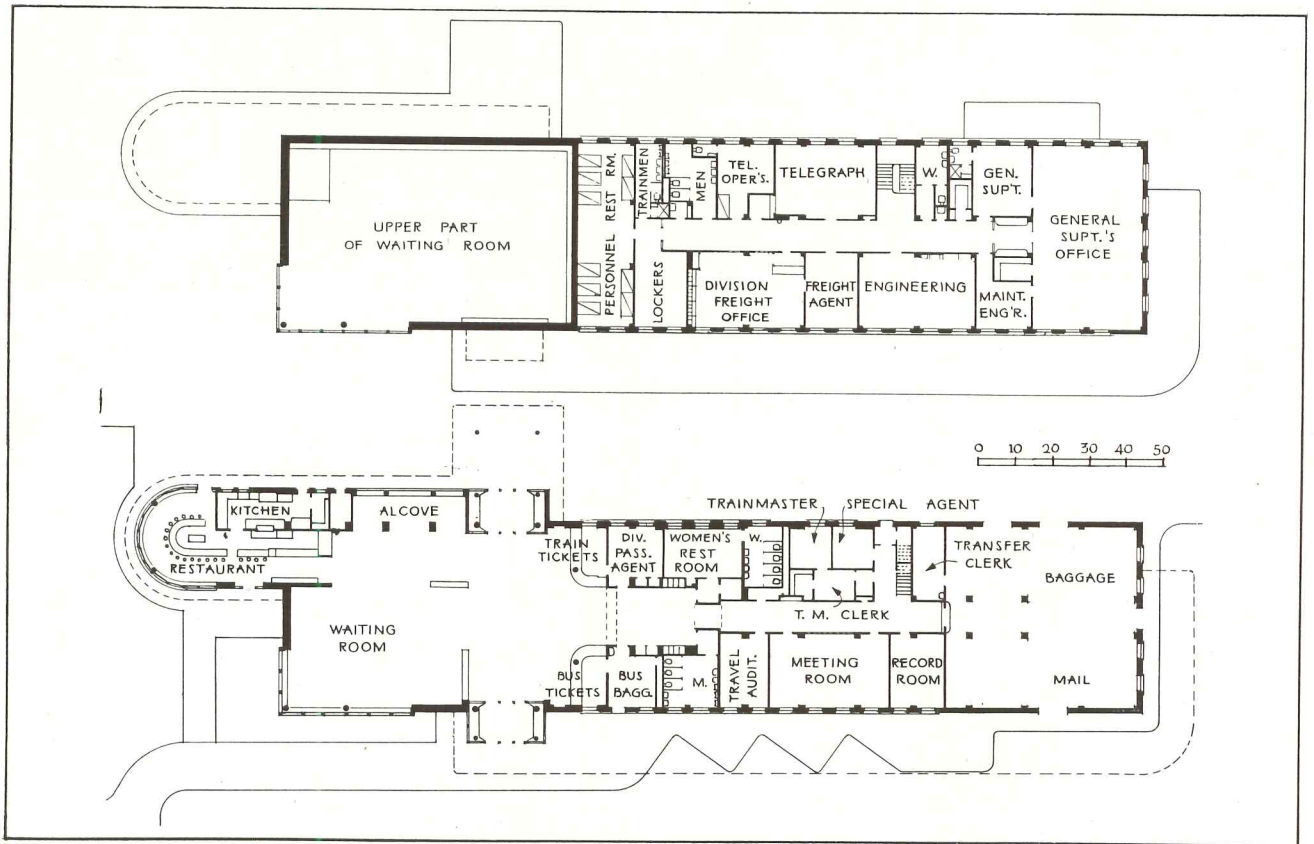 UPPER PART
OF WAITING ROOM
PERSONNEL REST RM.
TRAINMEN
LOCKERS
MEN
TEL.
OPER'S.
TELEGRAPH
W.
GEN.
SUPT.
GENERAL
SUPT.'S
OFFICE
DIVISION
FREIGHT
OFFICE
FREIGHT
AGENT
ENGINEERING
MAINT.
ENG'R.
0 10 20 30 40 50
TRAINMASTER
SPECIAL AGENT
KITCHEN
ALCOVE
RESTAURANT
TRAIN
TICKETS
DIV.
PASS.
AGENT
WOMEN'S
REST
ROOM
W.
TRANSFER
CLERK
BAGGAGE
T. M. CLERK
WAITING
ROOM
BUS
TICKETS
BUS
BAGG.
M.
TRAVEL
AUDIT.
MEETING
ROOM
RECORD
ROOM
MAIL